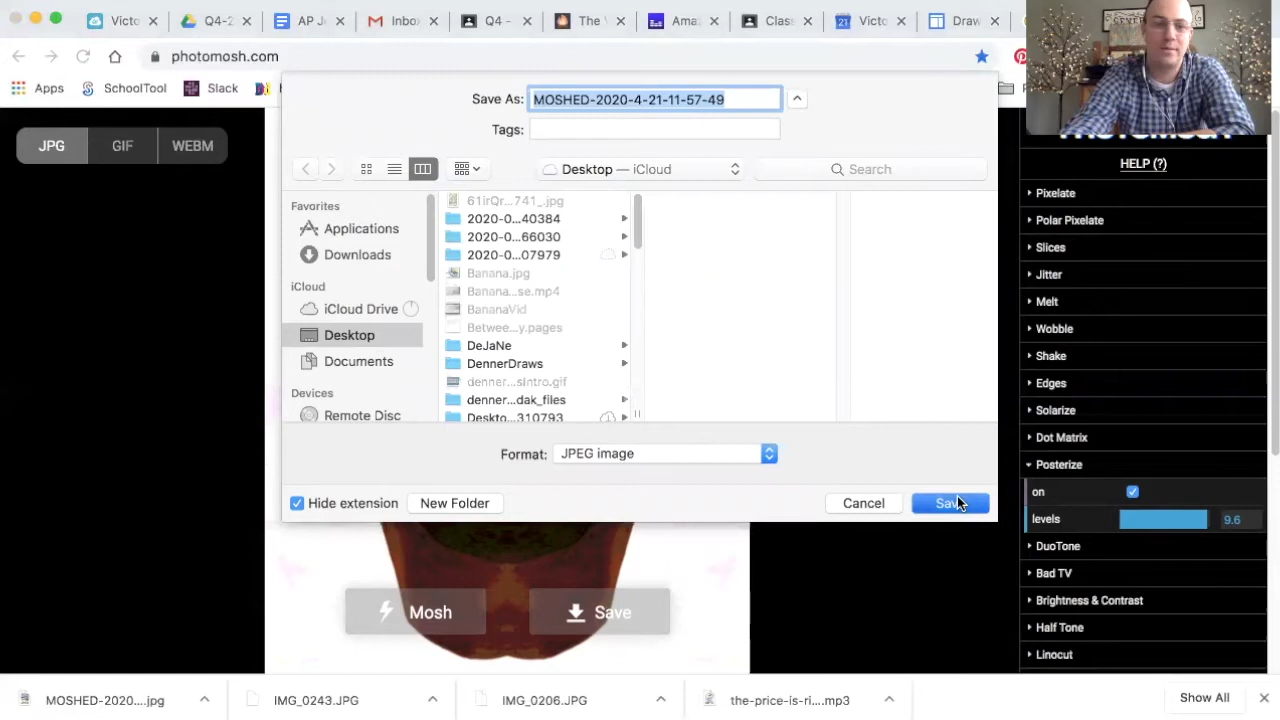 Victo
Q4-2
AP J
Inbox
Q4 -
The V
Amaz
Class
Victo
Draw
photomosh.com
Apps
SchoolTool
Slack
JPG
GIF
WEBM
Save As:
MOSHED-2020-4-21-11-57-49
Tags:
Desktop — iCloud
Search
Favorites
Applications
Downloads
iCloud
iCloud Drive
Desktop
Documents
Devices
Remote Disc
61irQr...741_.jpg
2020-0...40384
2020-0...66030
2020-0...07979
Banana.jpg
Banana...se.mp4
BananaVid
Betwee...y.pages
DeJaNe
DennerDraws
denner...sIntro.gif
denner...dak_files
Deskto...310793
Format:
JPEG image
Hide extension
New Folder
Cancel
Save
Mosh
Save
HELP (?)
Pixelate
Polar Pixelate
Slices
Jitter
Melt
Wobble
Shake
Edges
Solarize
Dot Matrix
Posterize
on
levels 9.6
DuoTone
Bad TV
Brightness & Contrast
Half Tone
Linocut
MOSHED-2020....jpg
IMG_0243.JPG
IMG_0206.JPG
the-price-is-ri....mp3
Show All